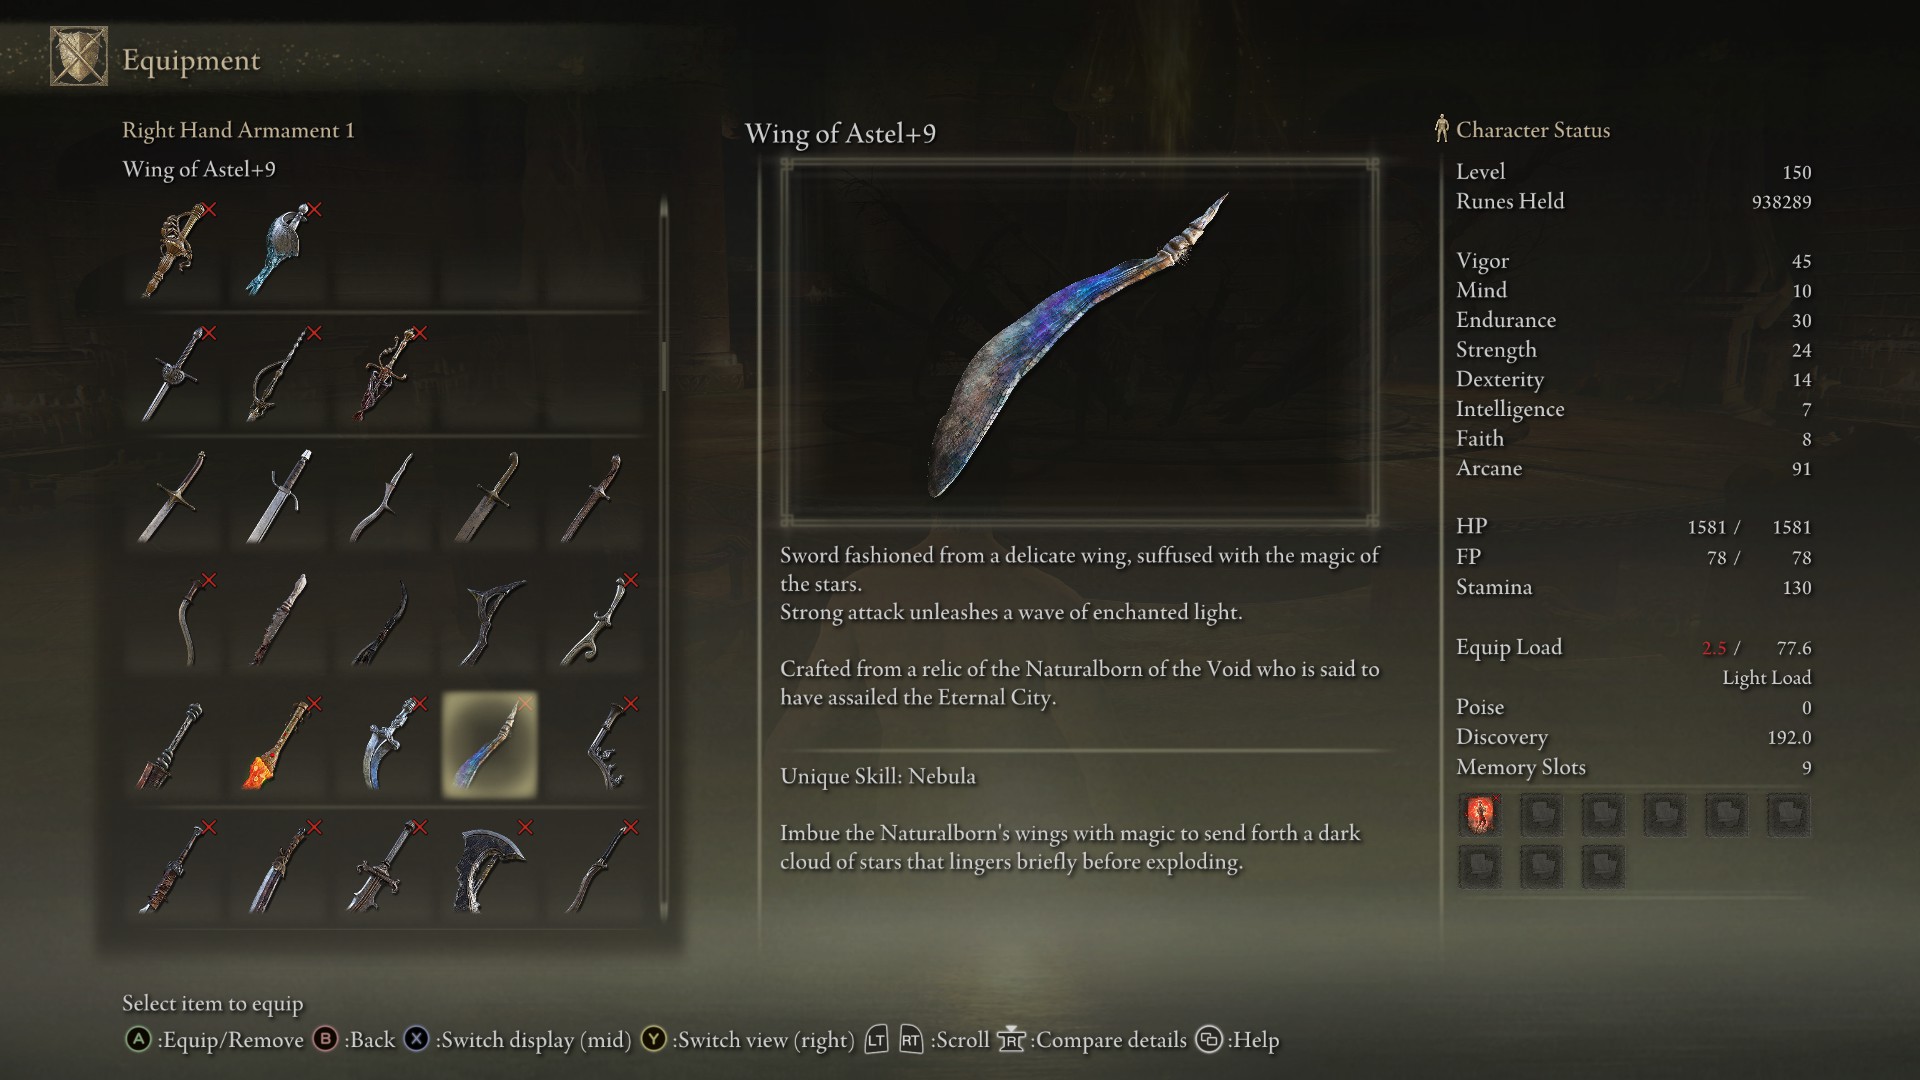 Equipment
Right Hand Armament 1
Wing of Astel+9
Wing of Astel+9
Sword fashioned from a delicate wing, suffused with the magic of
the stars.
Strong attack unleashes a wave of enchanted light.
Crafted from a relic of the Naturalborn of the Void who is said to
have assailed the Eternal City.
Unique Skill: Nebula
Imbue the Naturalborn's wings with magic to send forth a dark
cloud of stars that lingers briefly before exploding.
Character Status
Level 150
Runes Held 938289
Vigor 45
Mind 10
Endurance 30
Strength 24
Dexterity 14
Intelligence 7
Faith 8
Arcane 91
HP 1581 / 1581
FP 78 / 78
Stamina 130
Equip Load 2.5 / 77.6
Light Load
Poise 0
Discovery 192.0
Memory Slots 9
Select item to equip
A :Equip/Remove B :Back X :Switch display (mid) Y :Switch view (right) LT RT :Scroll R :Compare details :Help